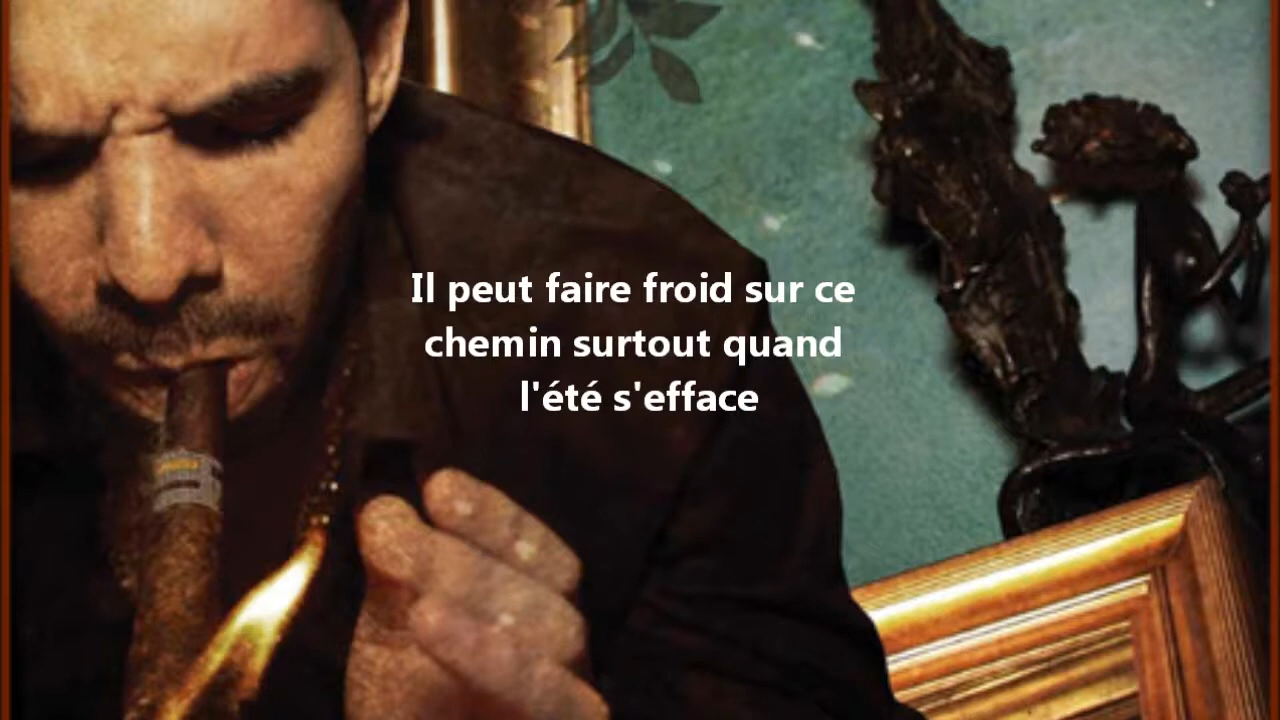 Il peut faire froid sur ce
chemin surtout quand
l'été s'efface